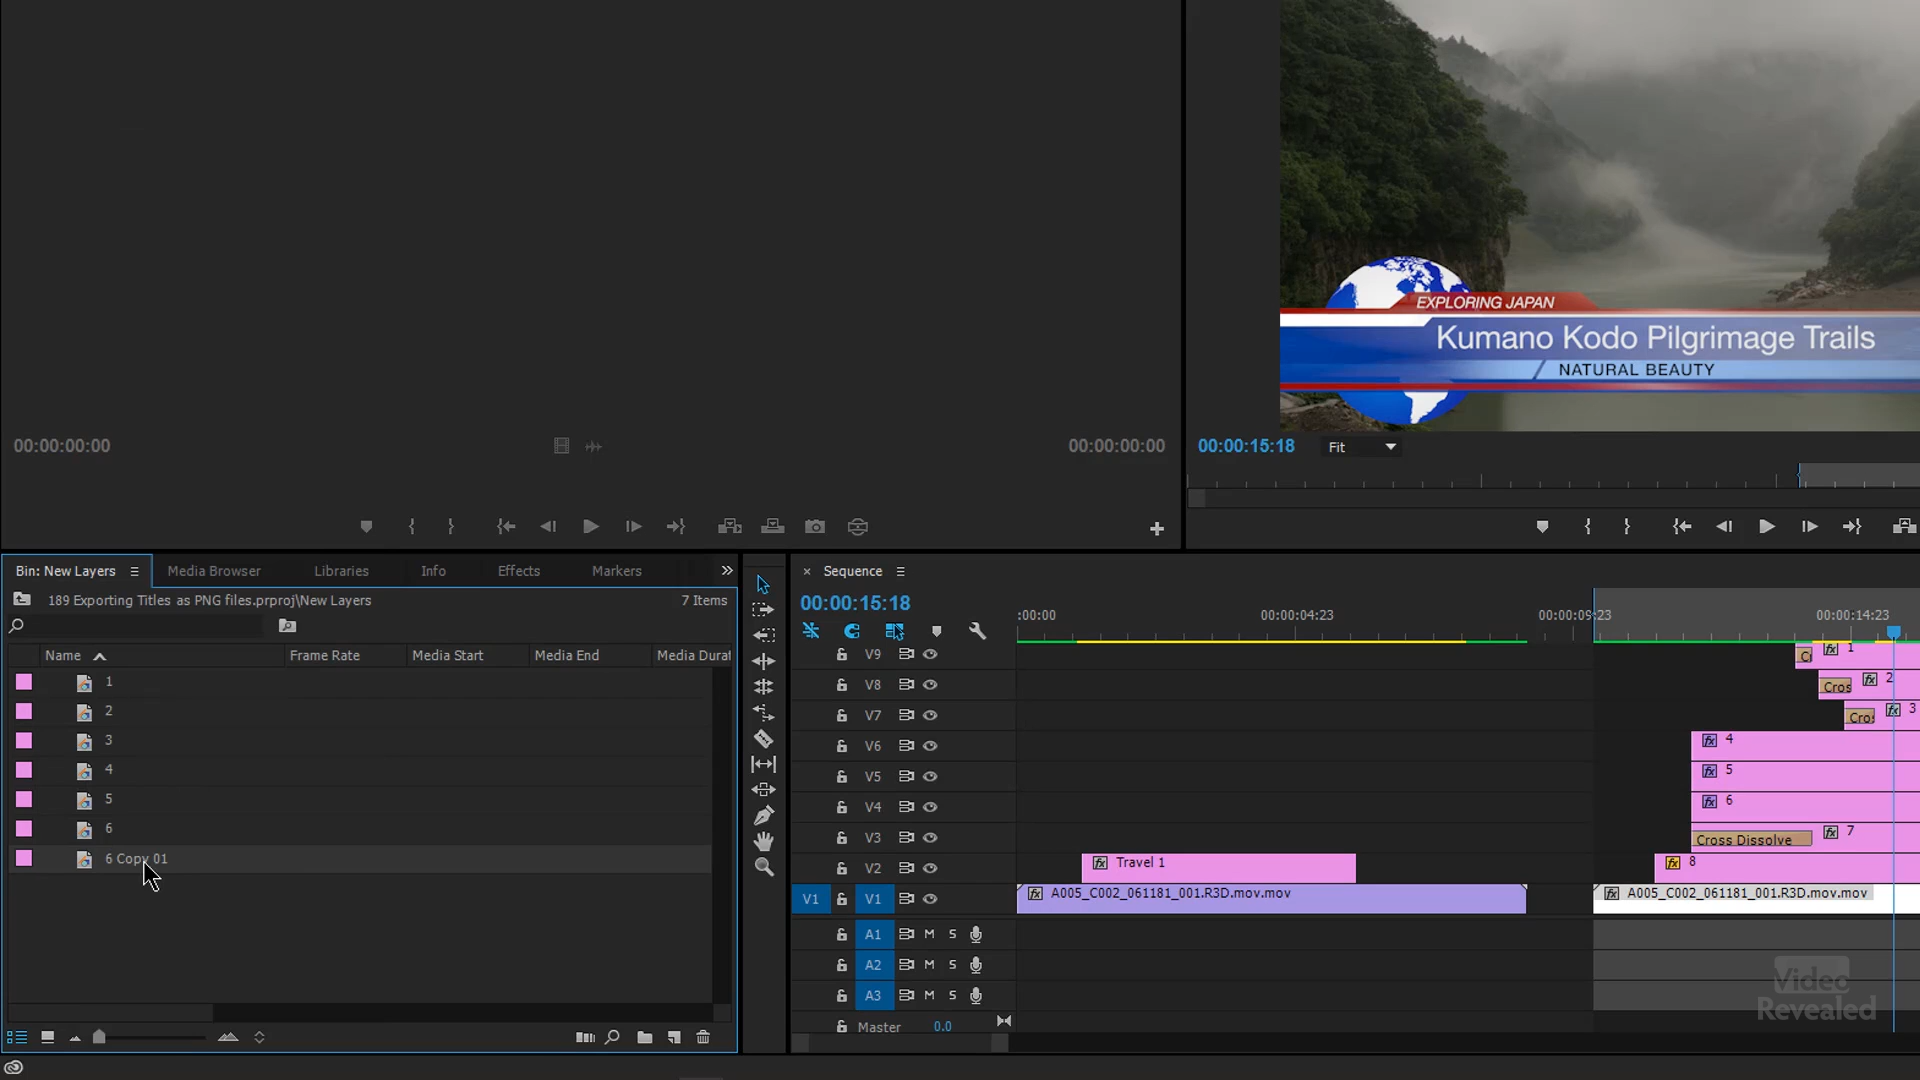 EXPLORING JAPAN
Kumano Kodo Pilgrimage Trails
NATURAL BEAUTY
00:00:00:00
00:00:00:00
00:00:15:18
Fit
Bin: New Layers
Media Browser
Libraries
Info
Effects
Markers
189 Exporting Titles as PNG files.prproj\New Layers
7 Items
Name
Frame Rate
Media Start
Media End
Media Durat
1
2
3
4
5
6
6 Copy 01
Sequence
00:00:15:18
:00:00
00:00:04:23
00:00:09:23
00:00:14:23
V9
1
V8
Cros
2
V7
Cros
3
V6
4
V5
5
V4
6
V3
Cross Dissolve
7
V2
Travel 1
8
V1
V1
A005_C002_061181_001.R3D.mov.mov
A005_C002_061181_001.R3D.mov.mov
A1 M S
A2 M S
A3 M S
Master
0.0
Video
Revealed